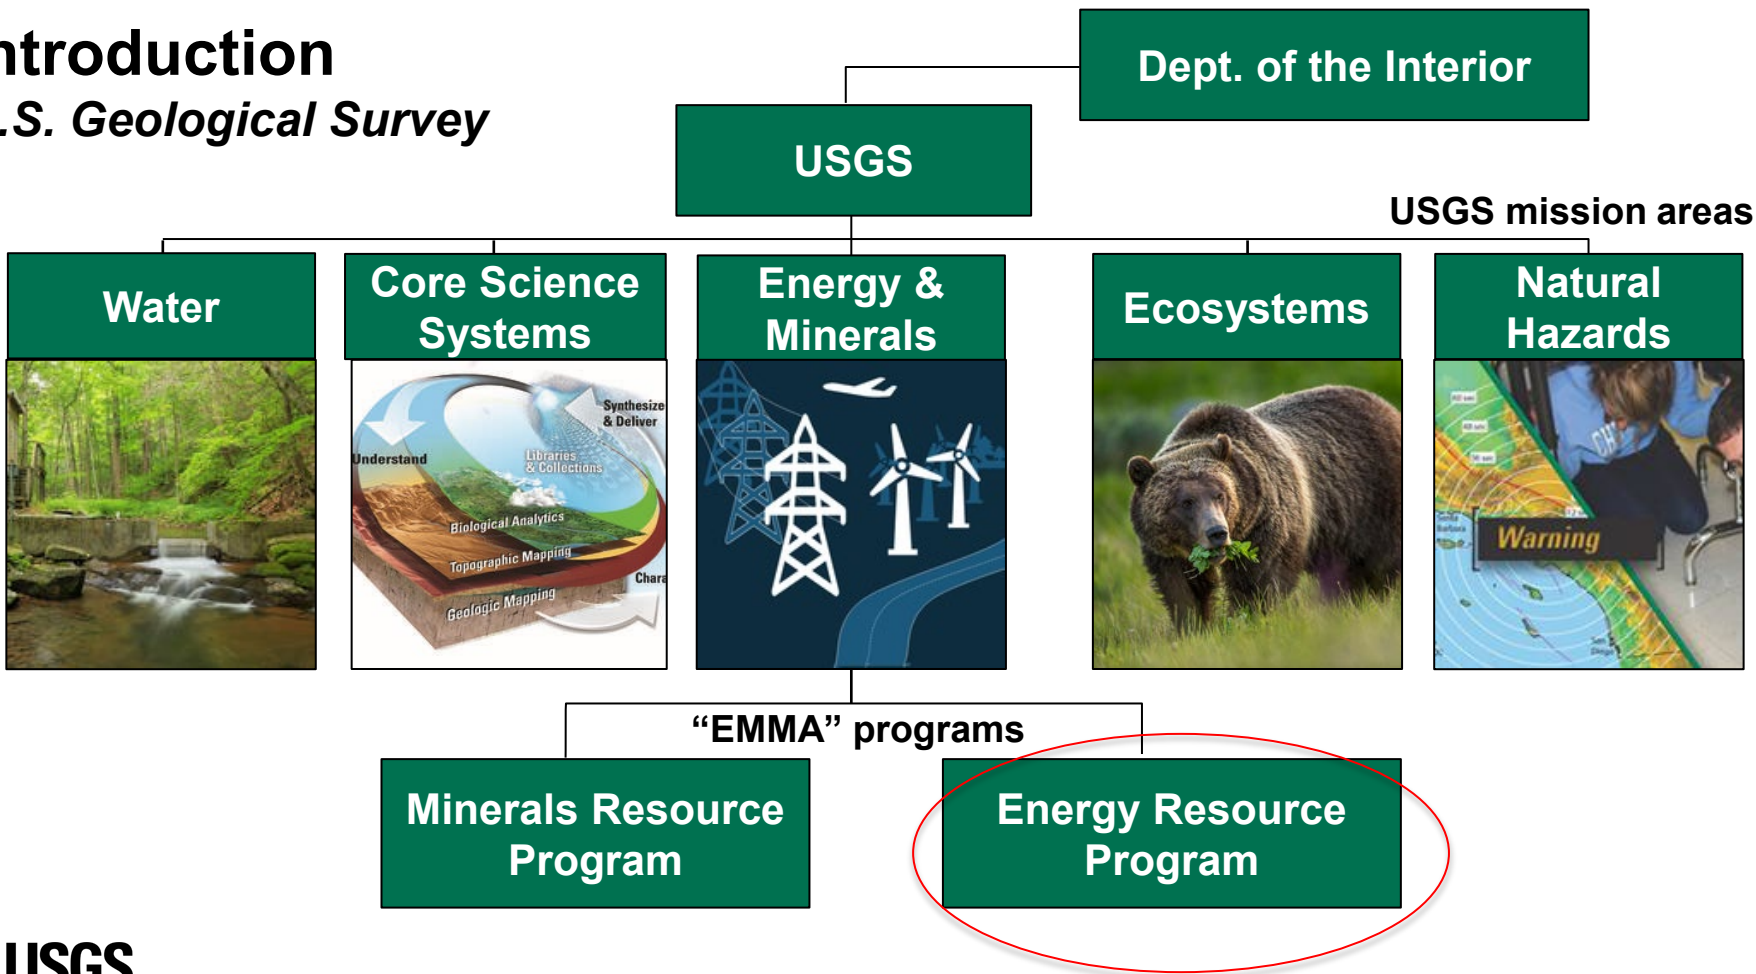 ntroduction
.S. Geological Survey
Dept. of the Interior
USGS
USGS mission areas
Water
Core Science
Systems
Energy &
Minerals
Ecosystems
Natural
Hazards
Synthesize
& Deliver
Understand
Libraries
& Collections
Biological Analytics
Topographic Mapping
Geologic Mapping
Chara
Warning
“EMMA” programs
Minerals Resource
Program
Energy Resource
Program
USGS